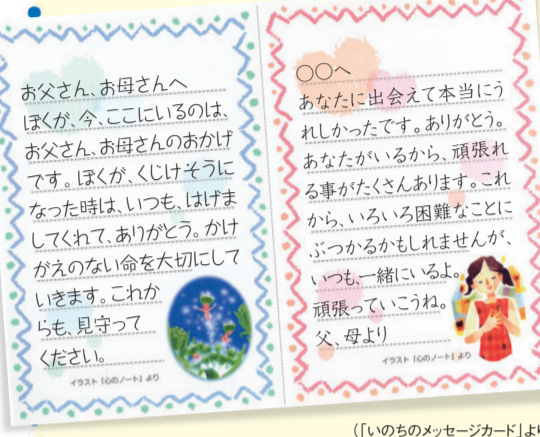 お父さん、お母さんへ
ぼくが、今、ここにいるのは、
お父さん、お母さんのおかげ
です。ぼくが、くじけそうに
なった時は、いつも、はげま
してくれて、ありがとう。かけ
がえのない命を大切にして
いきます。これか
らも、見守って
ください。
イラスト「心のノート」より
○○へ
あなたに出会えて本当にう
れしかったです。ありがとう。
あなたがいるから、頑張れ
る事がたくさんあります。これ
から、いろいろ困難なことに
ぶつかるかもしれませんが、
いつも、一緒にいるよ。
頑張っていこうね。
父、母より
イラスト「心のノート」より
(「いのちのメッセージカード」より